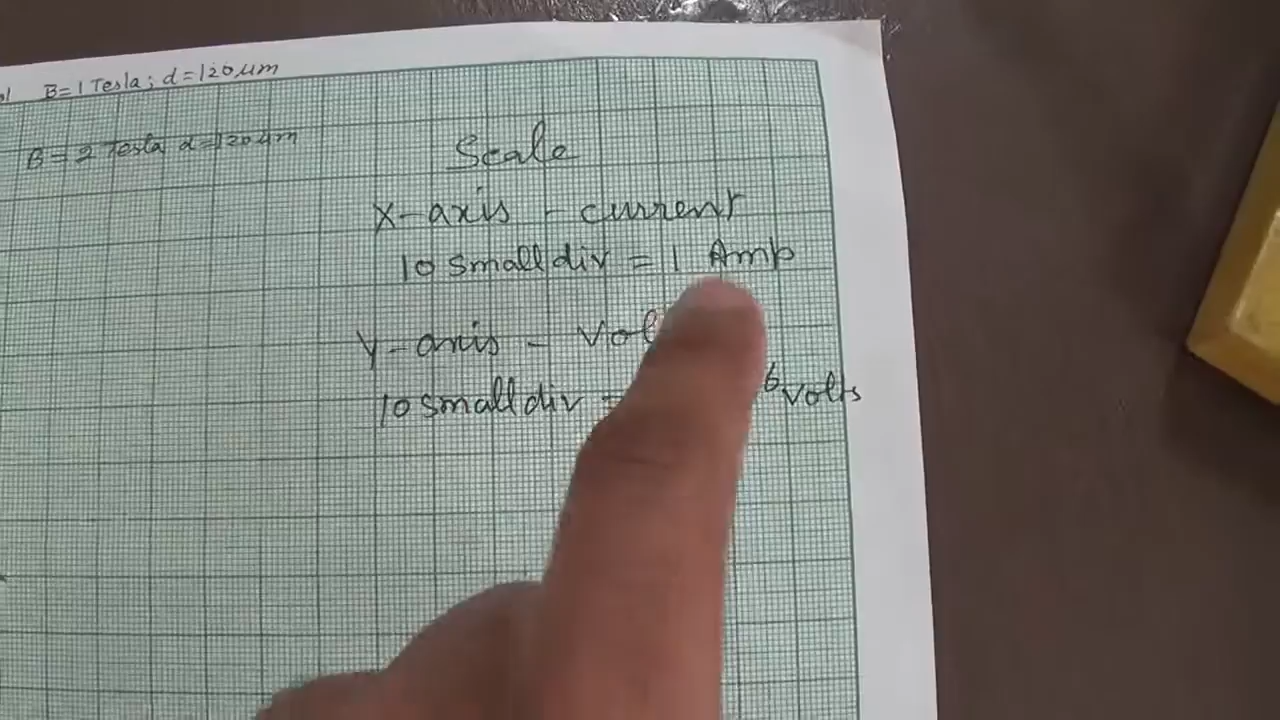 B=1 Tesla; d=120 µm
B=2 Tesla d=120 µm
Scale
X-axis - current
10 small div = 1 Amp
Y-axis -
10 small div = volts